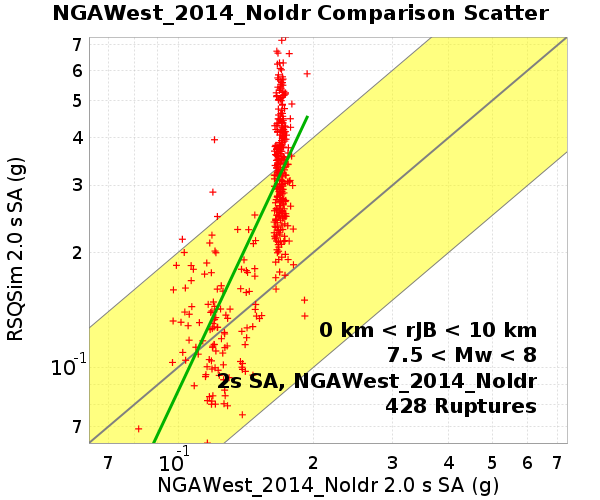 NGAWest_2014_NoIdr Comparison Scatter
7
6
5
4
3
2
10-1
7
RSQSim 2.0 s SA (g)
0 km < rJB < 10 km
7.5 < Mw < 8
2s SA, NGAWest_2014_NoIdr
428 Ruptures
7 10-1 2 3 4 5 6 7
NGAWest_2014_NoIdr 2.0 s SA (g)